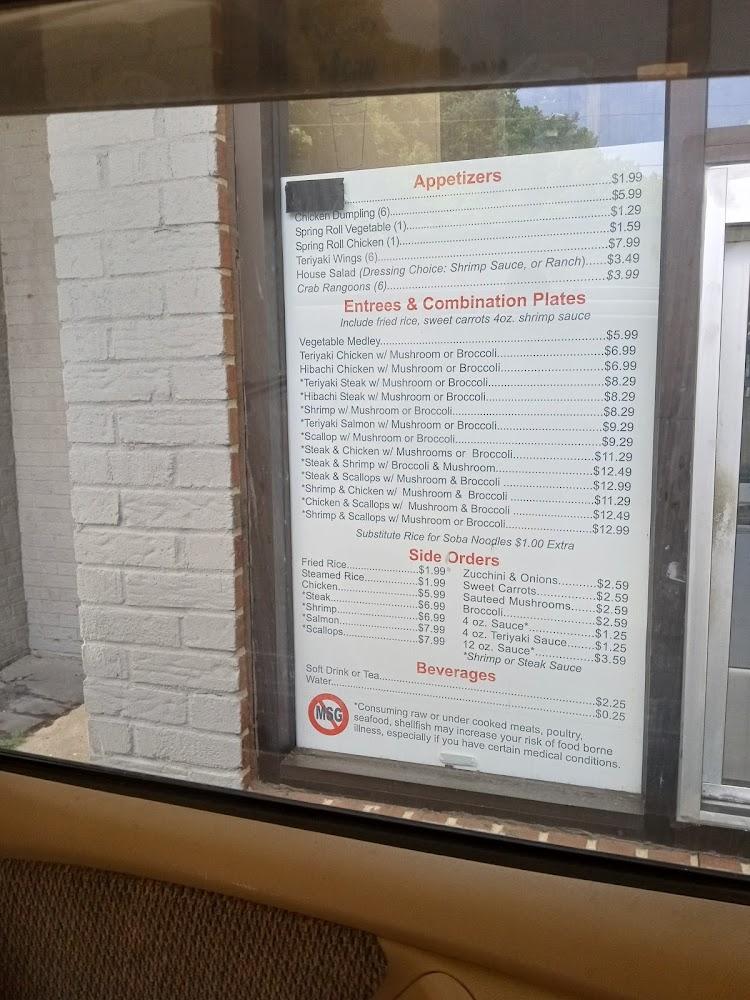 Appetizers
$1.99
Chicken Dumpling (6)........$5.99
Spring Roll Vegetable (1)........$1.29
Spring Roll Chicken (1)........$1.59
Teriyaki Wings (6)........$7.99
House Salad (Dressing Choice: Shrimp Sauce, or Ranch)......$3.49
Crab Rangoons (6)........$3.99
Entrees & Combination Plates
Include fried rice, sweet carrots 4oz. shrimp sauce
Vegetable Medley........$5.99
Teriyaki Chicken w/ Mushroom or Broccoli........$6.99
Hibachi Chicken w/ Mushroom or Broccoli........$6.99
*Teriyaki Steak w/ Mushroom or Broccoli........$8.29
*Hibachi Steak w/ Mushroom or Broccoli........$8.29
*Shrimp w/ Mushroom or Broccoli........$8.29
*Teriyaki Salmon w/ Mushroom or Broccoli........$9.29
*Scallop w/ Mushroom or Broccoli........$9.29
*Steak & Chicken w/ Mushrooms or Broccoli........$11.29
*Steak & Shrimp w/ Broccoli & Mushroom........$12.49
*Steak & Scallops w/ Mushroom & Broccoli ........$12.99
*Shrimp & Chicken w/ Mushroom & Broccoli ........$11.29
*Chicken & Scallops w/ Mushroom & Broccoli ........$12.49
*Shrimp & Scallops w/ Mushroom or Broccoli........$12.99
Substitute Rice for Soba Noodles $1.00 Extra
Side Orders
Fried Rice........$1.99
Steamed Rice........$1.99
Chicken........$5.99
*Steak........$6.99
*Shrimp........$6.99
*Salmon........$7.99
*Scallops........$7.99
Zucchini & Onions........$2.59
Sweet Carrots........$2.59
Sauteed Mushrooms......$2.59
Broccoli........$2.59
4 oz. Sauce*........$1.25
4 oz. Teriyaki Sauce.......$1.25
12 oz. Sauce*........$3.59
*Shrimp or Steak Sauce
Beverages
Soft Drink or Tea........$2.25
Water........$0.25
MSG
*Consuming raw or under cooked meats, poultry,
seafood, shellfish may increase your risk of food borne
illness, especially if you have certain medical conditions.